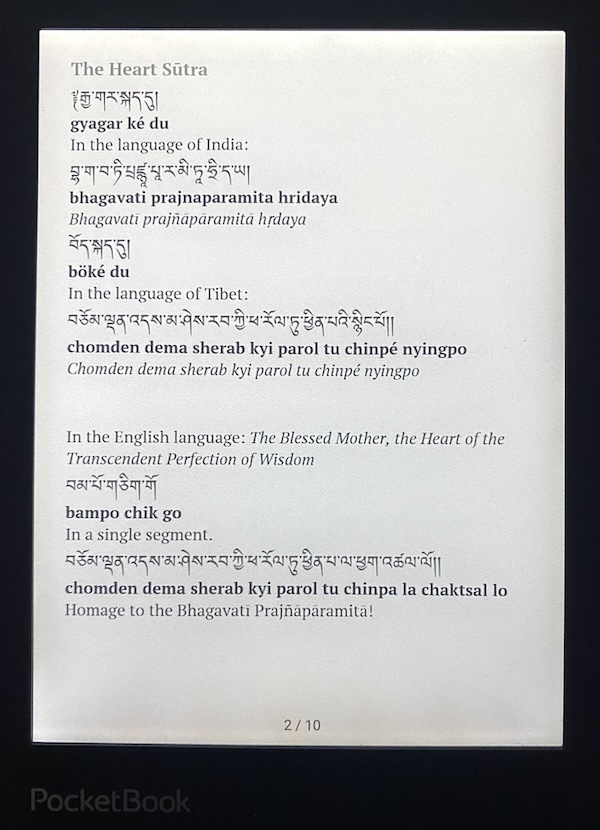 The Heart Sūtra
༄༅།རྒྱ་གར་སྐད་དུ།
gyagar ké du
In the language of India:
བྷ་ག་བ་ཏི་པྲཛྙཱ་པཱ་ར་མི་ཏཱ་ཧྲི་ད་ཡ།
bhagavati prajnaparamita hridaya
Bhagavatī prajñāpāramitā hṛdaya
བོད་སྐད་དུ།
böké du
In the language of Tibet:
བཅོམ་ལྡན་འདས་མ་ཤེས་རབ་ཀྱི་ཕ་རོལ་ཏུ་ཕྱིན་པའི་སྙིང་པོ།།
chomden dema sherab kyi parol tu chinpé nyingpo
Chomden dema sherab kyi parol tu chinpé nyingpo
In the English language: The Blessed Mother, the Heart of the
Transcendent Perfection of Wisdom
བམ་པོ་གཅིག་གོ
bampo chik go
In a single segment.
བཅོམ་ལྡན་འདས་མ་ཤེས་རབ་ཀྱི་ཕ་རོལ་ཏུ་ཕྱིན་པ་ལ་ཕྱག་འཚལ་ལོ།།
chomden dema sherab kyi parol tu chinpa la chaktsal lo
Homage to the Bhagavatī Prajñāpāramitā!
2 / 10
PocketBook